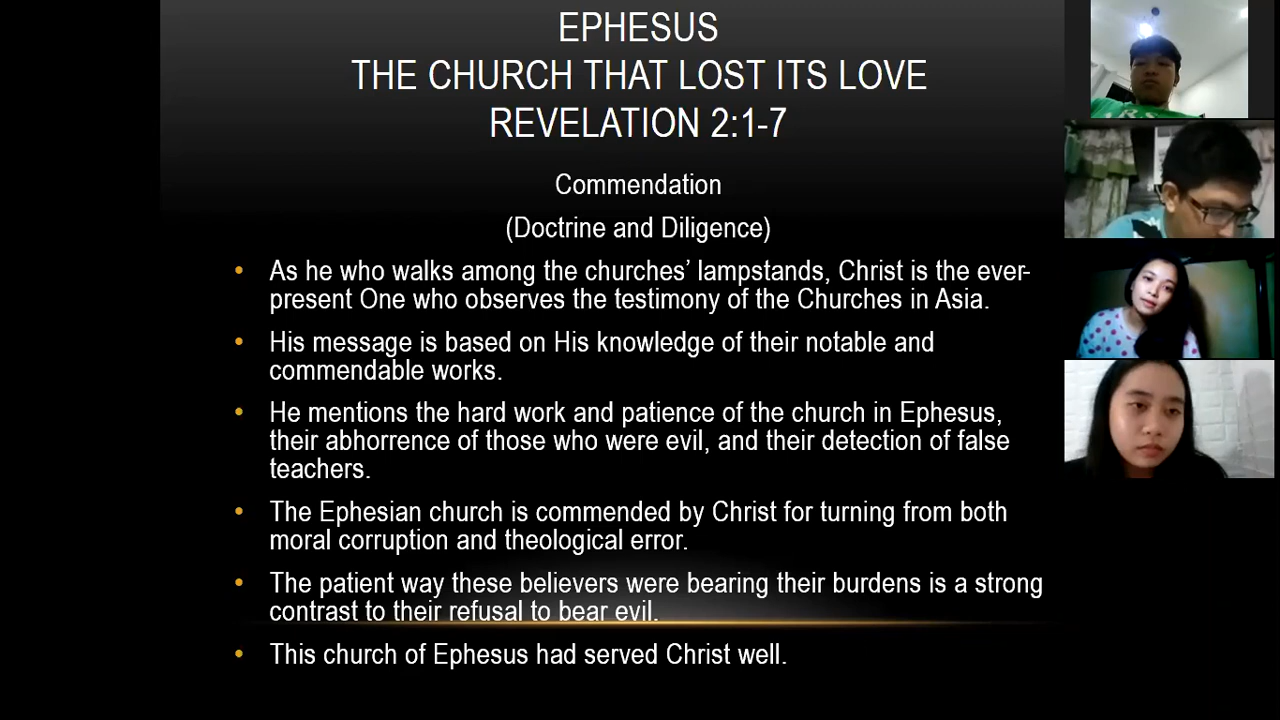 EPHESUS
THE CHURCH THAT LOST ITS LOVE
REVELATION 2:1-7
Commendation
(Doctrine and Diligence)
• As he who walks among the churches’ lampstands, Christ is the ever-
present One who observes the testimony of the Churches in Asia.
• His message is based on His knowledge of their notable and
commendable works.
• He mentions the hard work and patience of the church in Ephesus,
their abhorrence of those who were evil, and their detection of false
teachers.
• The Ephesian church is commended by Christ for turning from both
moral corruption and theological error.
• The patient way these believers were bearing their burdens is a strong
contrast to their refusal to bear evil.
• This church of Ephesus had served Christ well.